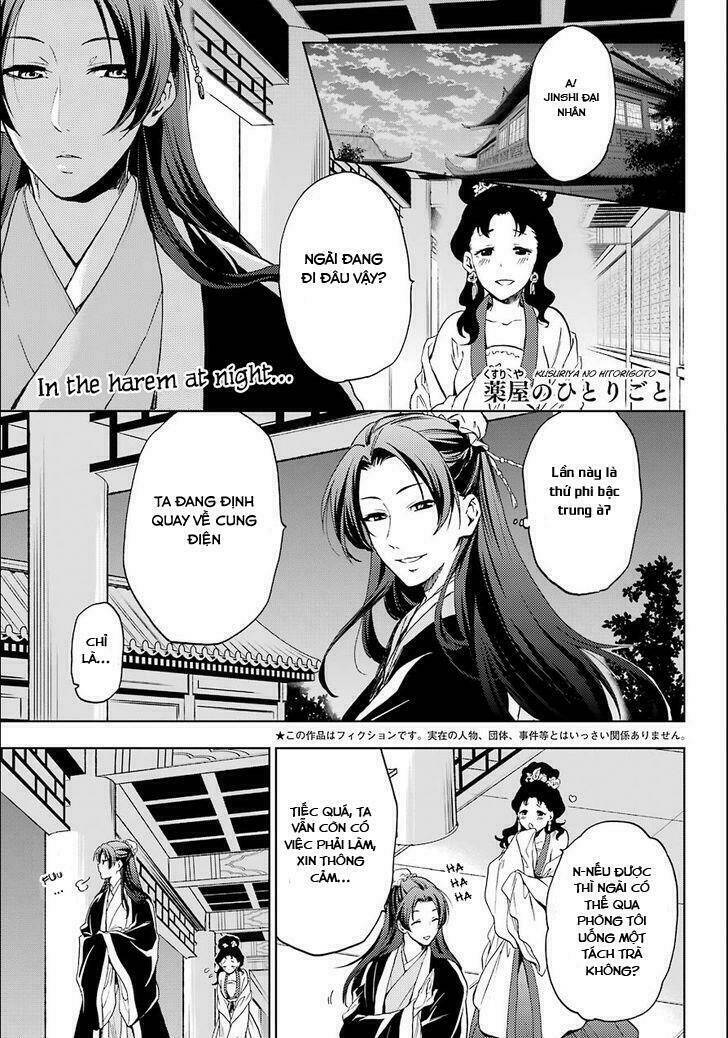 A/
JINSHI ĐẠI
NHÂN
NGÀI ĐANG
ĐI ĐÂU VẬY?
In the harem at night...
くすりや
KUSURIYA NO HITORIGOTO
薬屋のひとりごと
Lần này là
thứ phi bậc
trung à?
TA ĐANG ĐỊNH
QUAY VỀ CUNG
ĐIỆN
CHỈ
LÀ...
★この作品はフィクションです。実在の人物、団体、事件等とはいっさい関係ありません。
N-NẾU ĐƯỢC
THÌ NGÀI CÓ
THỂ QUA
PHÒNG TÔI
UỐNG MỘT
TÁCH TRÀ
KHÔNG?
TIẾC QUÁ, TA
VẪN CÒN CÓ
VIỆC PHẢI LÀM,
XIN THÔNG
CẢM...
HA
HA
HA
FUU
...